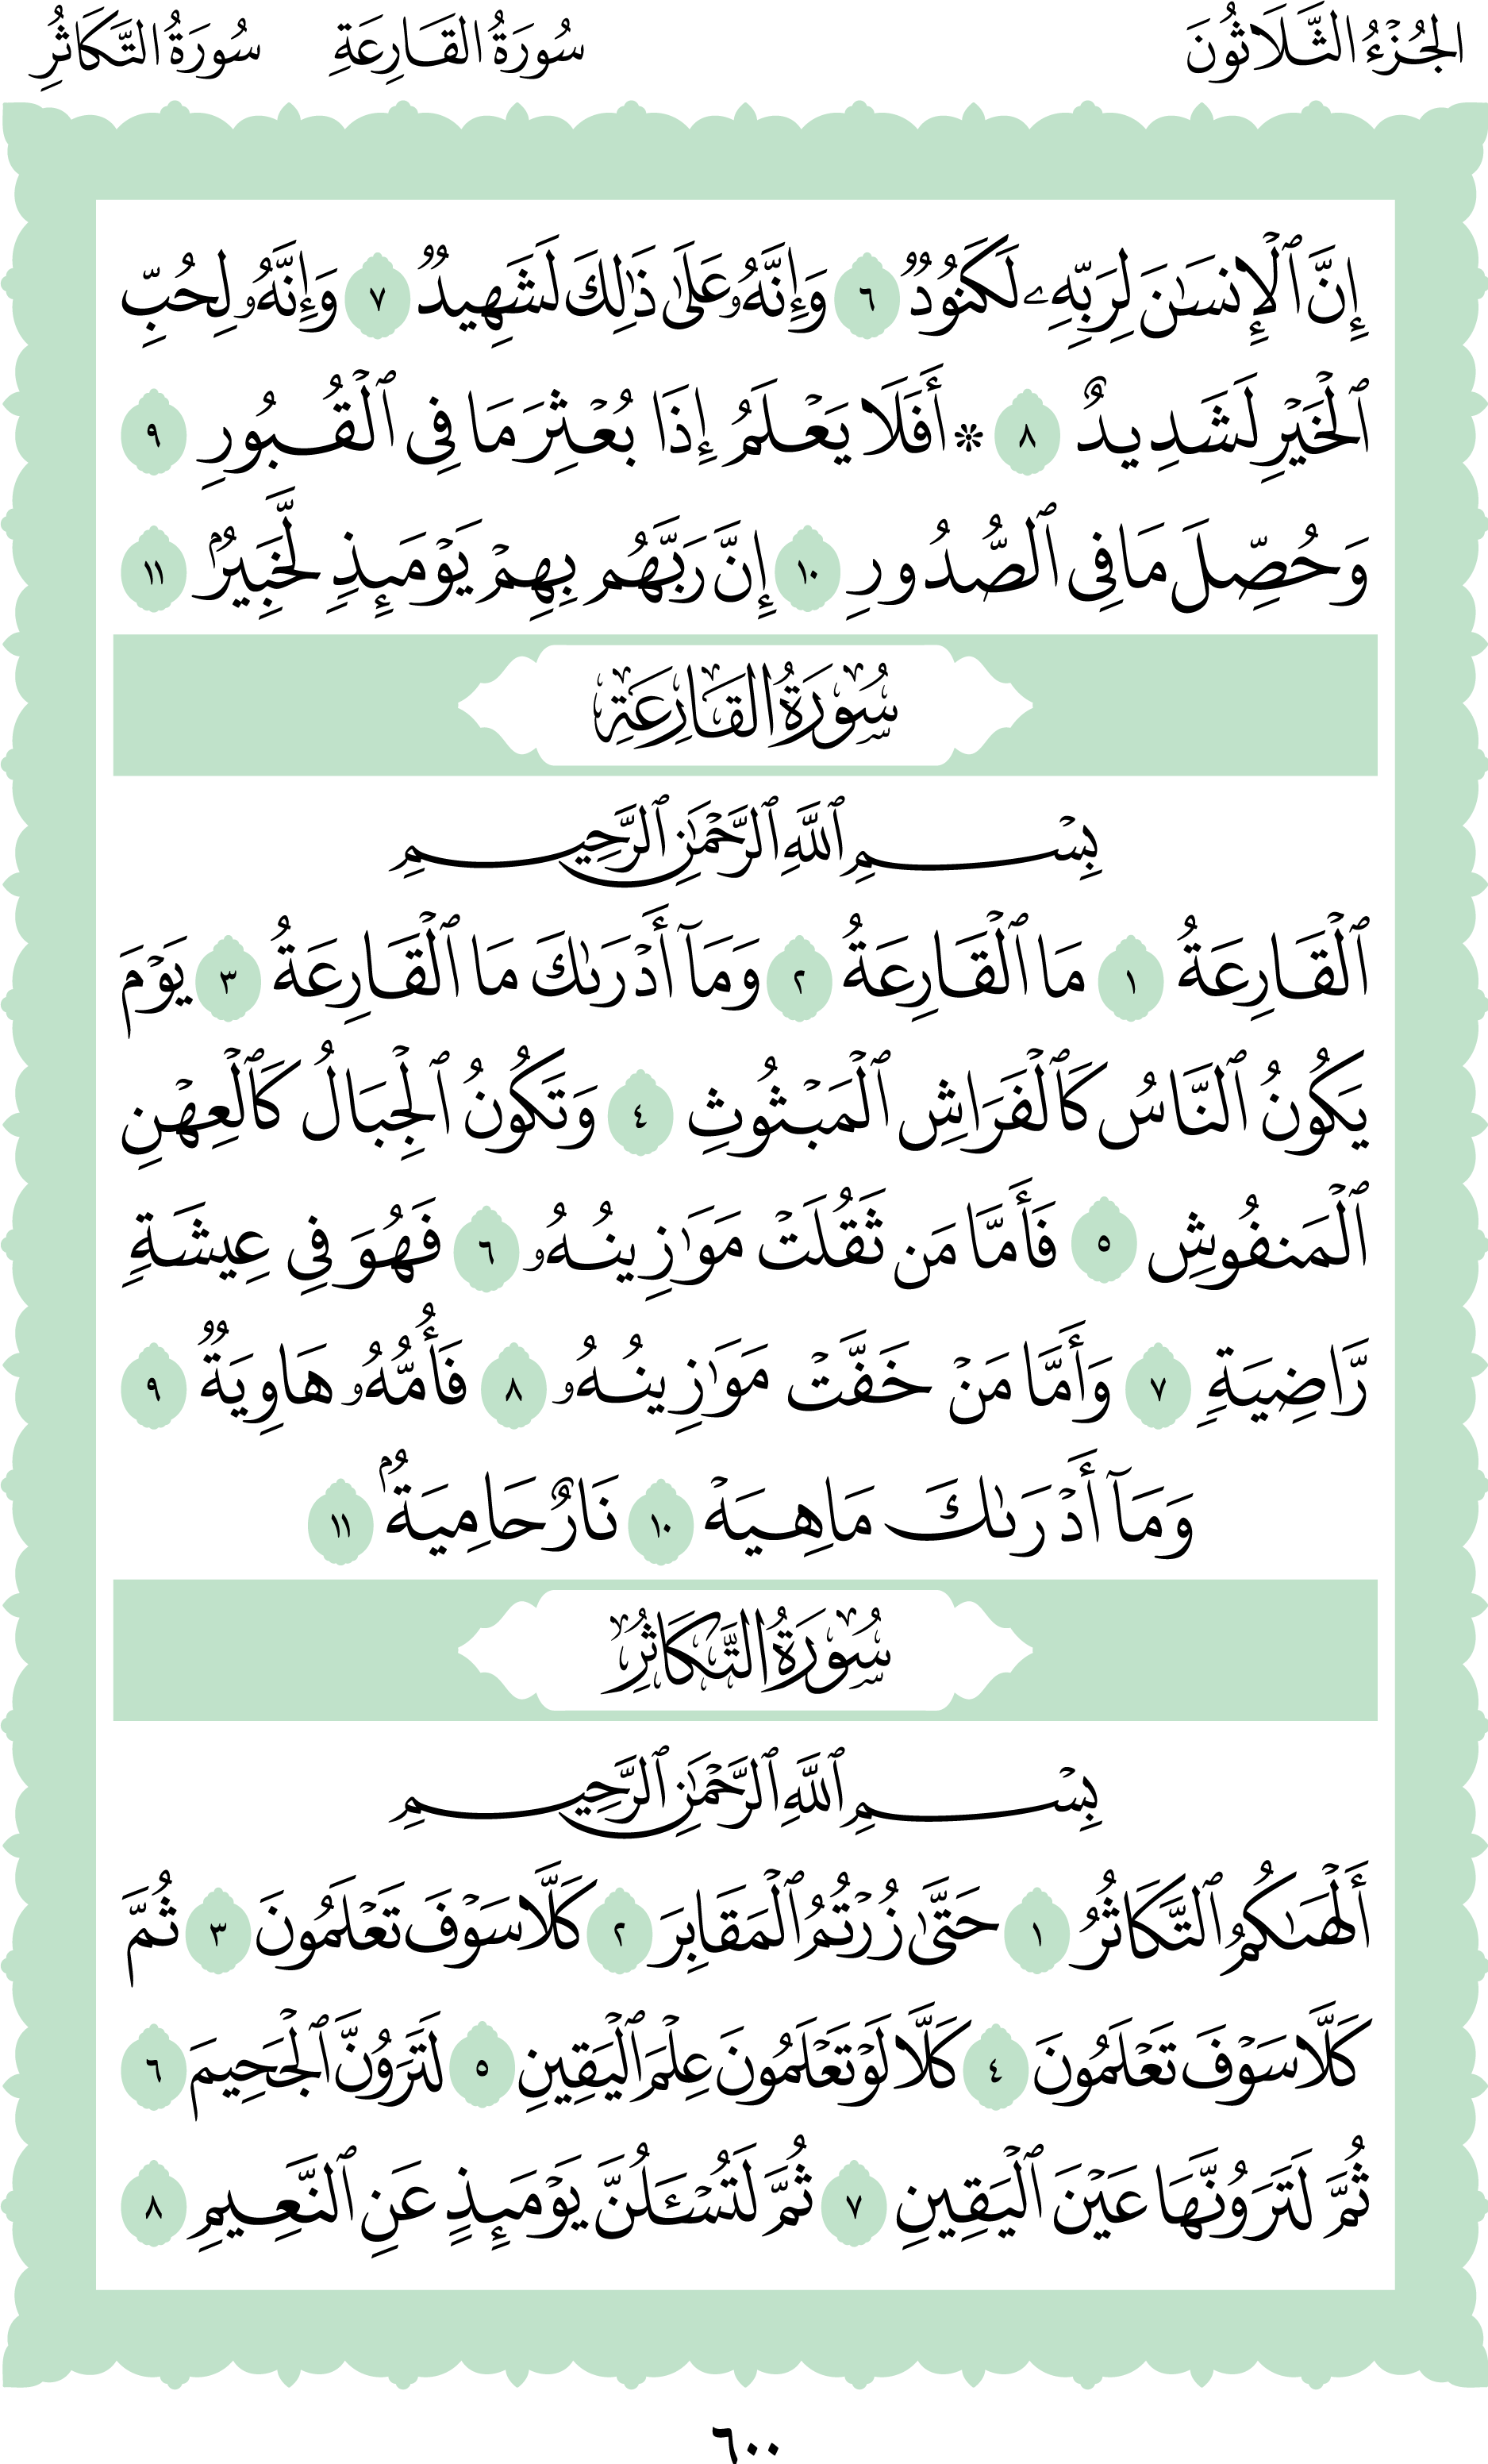 الجُزْءُ الثَّلَاثُونَ سُورَةُ القَارِعَةِ سُورَةُ التَّكَاثُرِ
إِنَّ ٱلْإِنسَٰنَ لِرَبِّهِۦ لَكَنُودٌ ٦ وَإِنَّهُۥ عَلَىٰ ذَٰلِكَ لَشَهِيدٌ ٧ وَإِنَّهُۥ لِحُبِّ
ٱلْخَيْرِ لَشَدِيدٌ ٨ ۞ أَفَلَا يَعْلَمُ إِذَا بُعْثِرَ مَا فِى ٱلْقُبُورِ ٩
وَحُصِّلَ مَا فِى ٱلصُّدُورِ ١٠ إِنَّ رَبَّهُم بِهِمْ يَوْمَئِذٍ لَّخَبِيرٌۢ ١١
سُورَةُ القَارِعَةِ
بِسْمِ ٱللَّهِ ٱلرَّحْمَٰنِ ٱلرَّحِيمِ
ٱلْقَارِعَةُ ١ مَا ٱلْقَارِعَةُ ٢ وَمَآ أَدْرَىٰكَ مَا ٱلْقَارِعَةُ ٣ يَوْمَ
يَكُونُ ٱلنَّاسُ كَٱلْفَرَاشِ ٱلْمَبْثُوثِ ٤ وَتَكُونُ ٱلْجِبَالُ كَٱلْعِهْنِ
ٱلْمَنفُوشِ ٥ فَأَمَّا مَن ثَقُلَتْ مَوَٰزِينُهُۥ ٦ فَهُوَ فِى عِيشَةٍ
رَّاضِيَةٍ ٧ وَأَمَّا مَنْ خَفَّتْ مَوَٰزِينُهُۥ ٨ فَأُمُّهُۥ هَاوِيَةٌ ٩
وَمَآ أَدْرَىٰكَ مَا هِيَهْ ١٠ نَارٌ حَامِيَةٌۢ ١١
سُورَةُ التَّكَاثُرِ
بِسْمِ ٱللَّهِ ٱلرَّحْمَٰنِ ٱلرَّحِيمِ
أَلْهَىٰكُمُ ٱلتَّكَاثُرُ ١ حَتَّىٰ زُرْتُمُ ٱلْمَقَابِرَ ٢ كَلَّا سَوْفَ تَعْلَمُونَ ٣ ثُمَّ
كَلَّا سَوْفَ تَعْلَمُونَ ٤ كَلَّا لَوْ تَعْلَمُونَ عِلْمَ ٱلْيَقِينِ ٥ لَتَرَوُنَّ ٱلْجَحِيمَ ٦
ثُمَّ لَتَرَوُنَّهَا عَيْنَ ٱلْيَقِينِ ٧ ثُمَّ لَتُسْـَٔلُنَّ يَوْمَئِذٍ عَنِ ٱلنَّعِيمِ ٨
٦٠٠